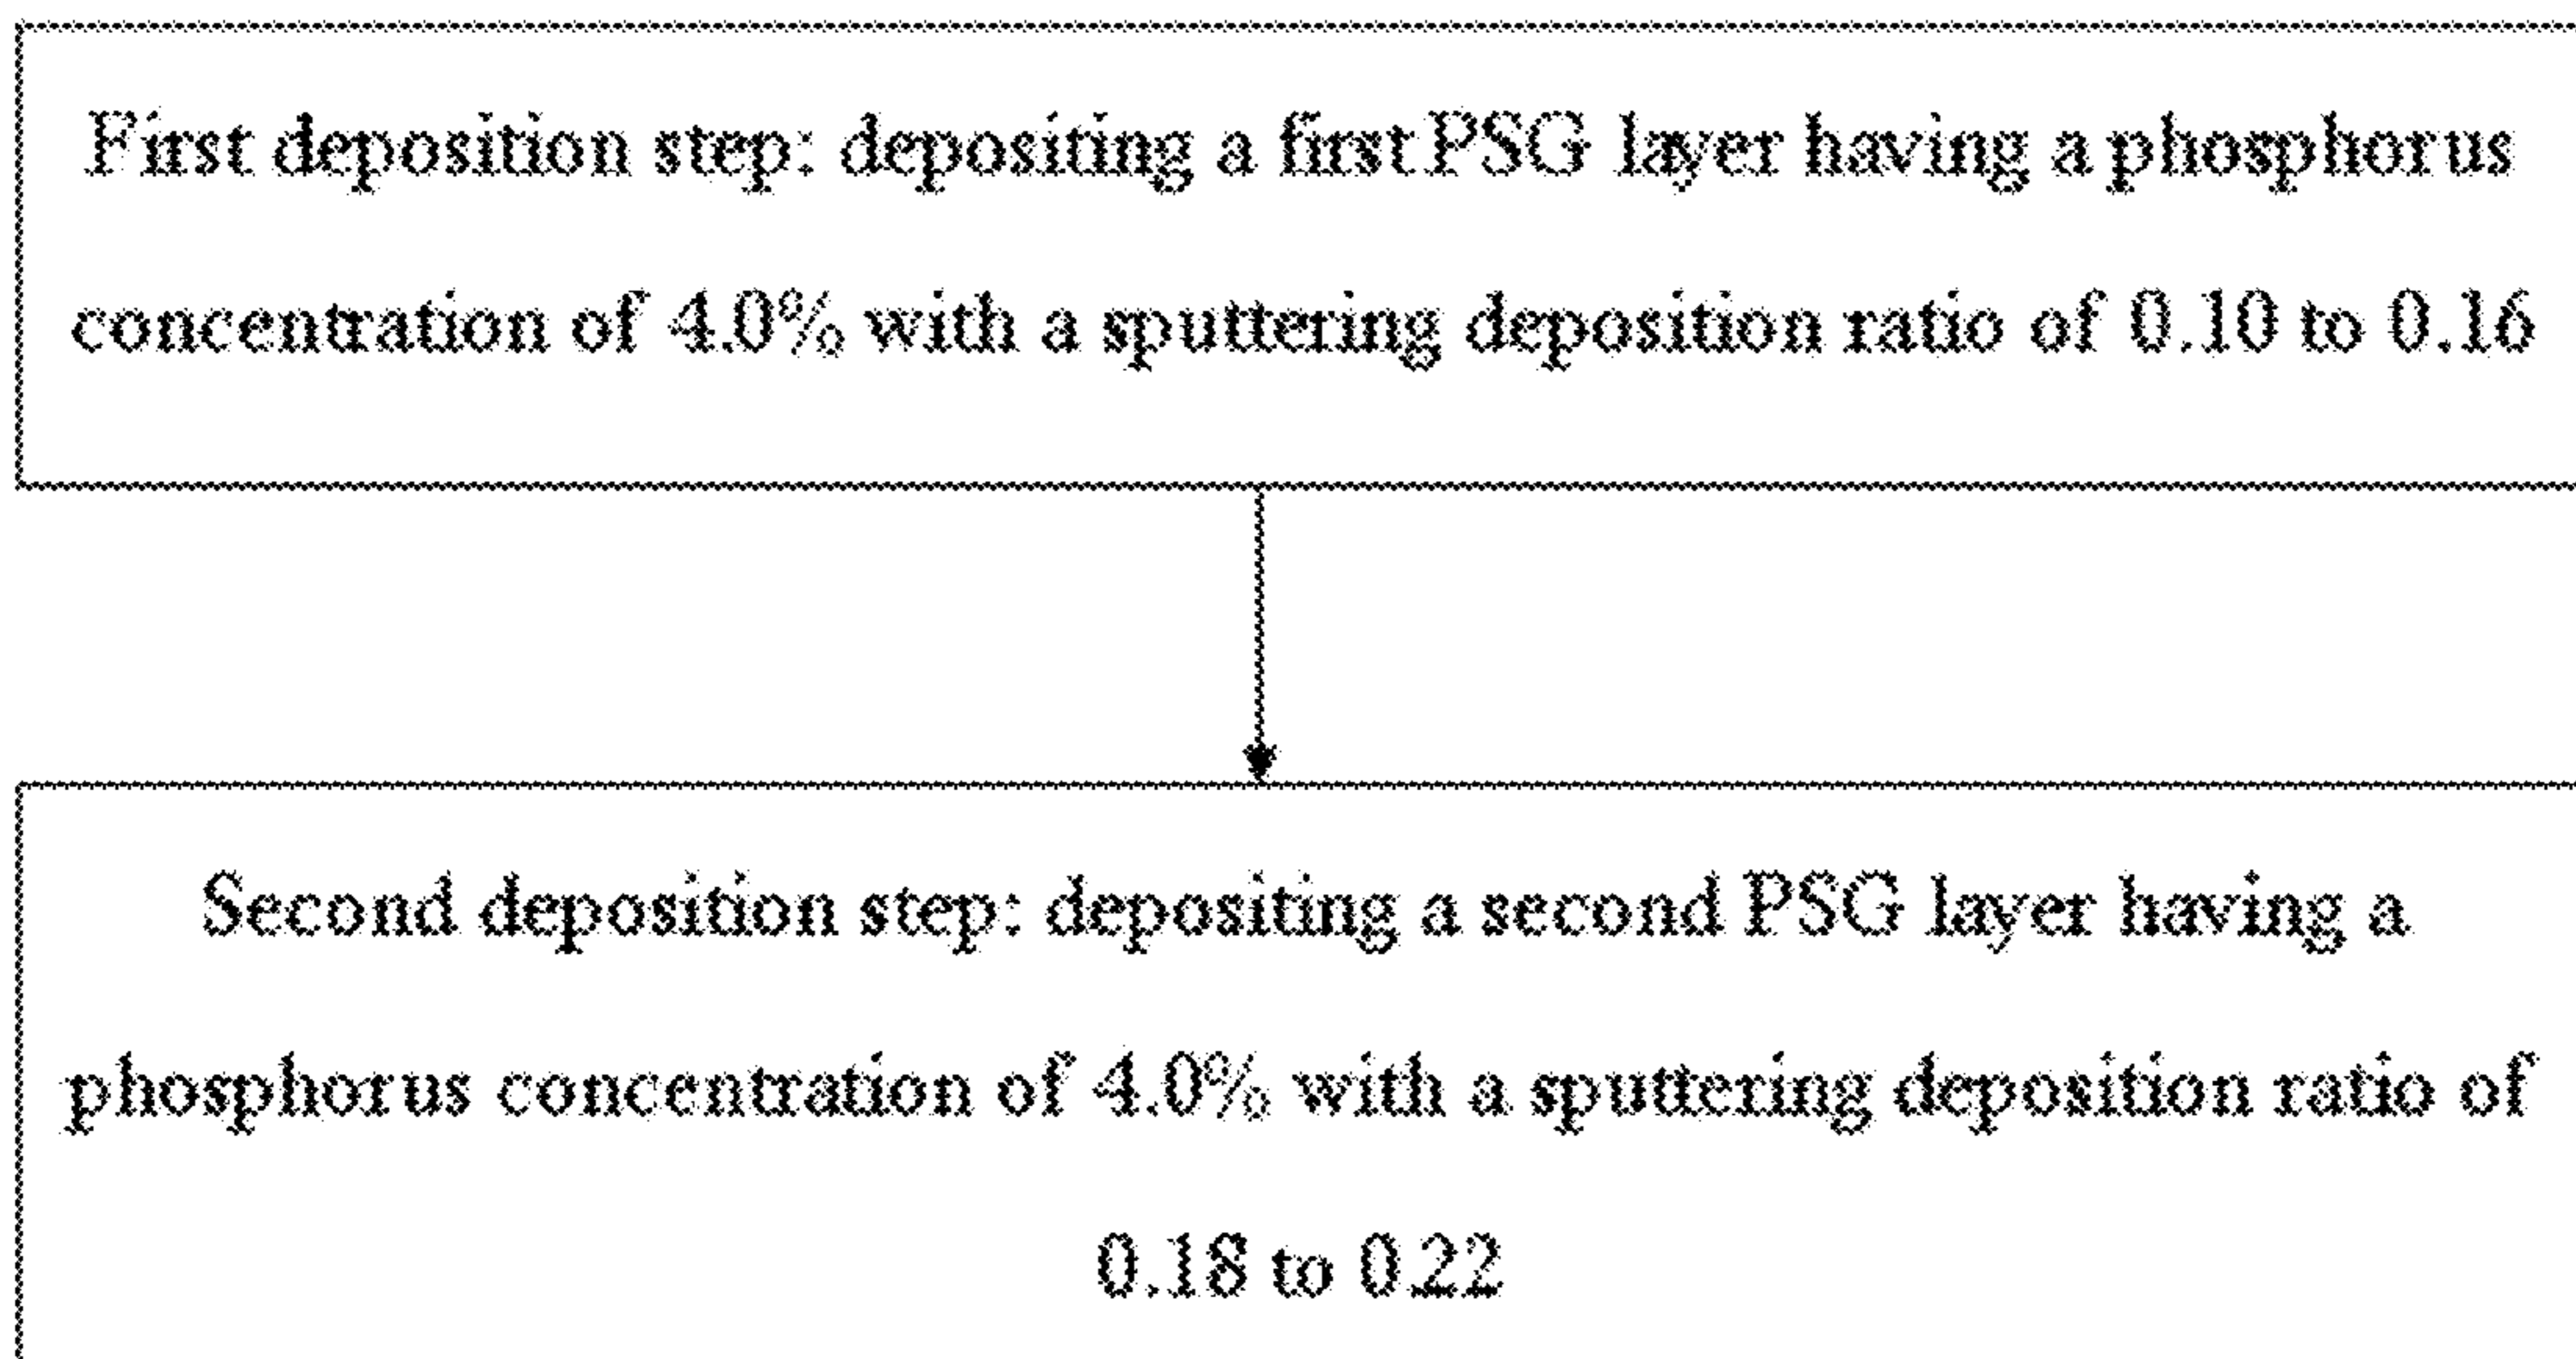 First deposition step: depositing a first PSG layer having a phosphorus
concentration of 4.0% with a sputtering deposition ratio of 0.10 to 0.16
Second deposition step: depositing a second PSG layer having a
phosphorus concentration of 4.0% with a sputtering deposition ratio of
0.18 to 0.22